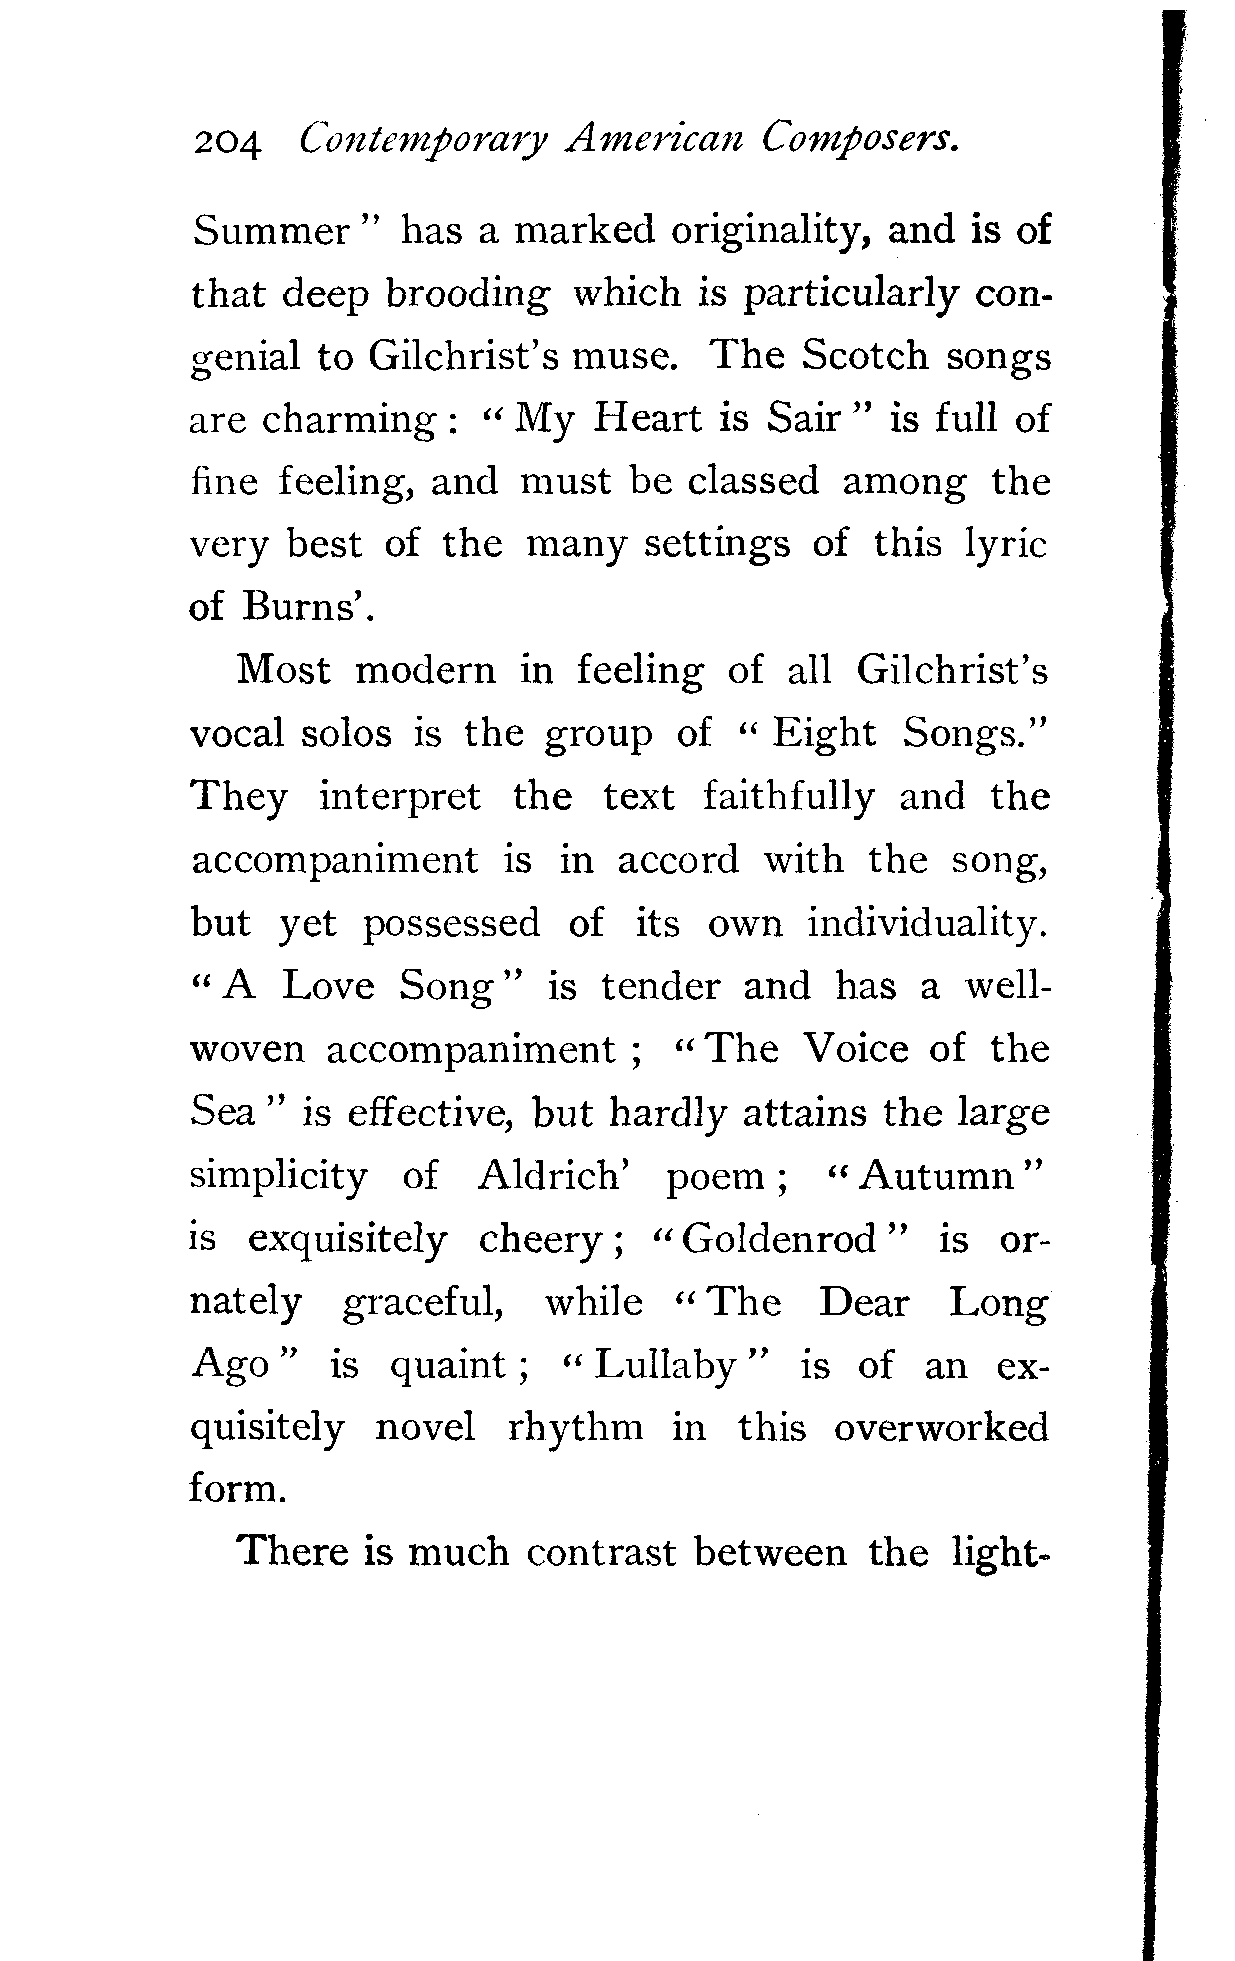 204 Contemporary American Composers.
Summer" has a marked originality, and is of
that deep brooding which is particularly con-
genial to Gilchrist's muse. The Scotch songs
are charming: "My Heart is Sair" is full of
fine feeling, and must be classed among the
very best of the many settings of this lyric
of Burns'.
Most modern in feeling of all Gilchrist's
vocal solos is the group of "Eight Songs."
They interpret the text faithfully and the
accompaniment is in accord with the song,
but yet possessed of its own individuality.
"A Love Song" is tender and has a well-
woven accompaniment; "The Voice of the
Sea" is effective, but hardly attains the large
simplicity of Aldrich' poem; "Autumn"
is exquisitely cheery; "Goldenrod" is or-
nately graceful, while "The Dear Long
Ago" is quaint; "Lullaby" is of an ex-
quisitely novel rhythm in this overworked
form.
There is much contrast between the light-